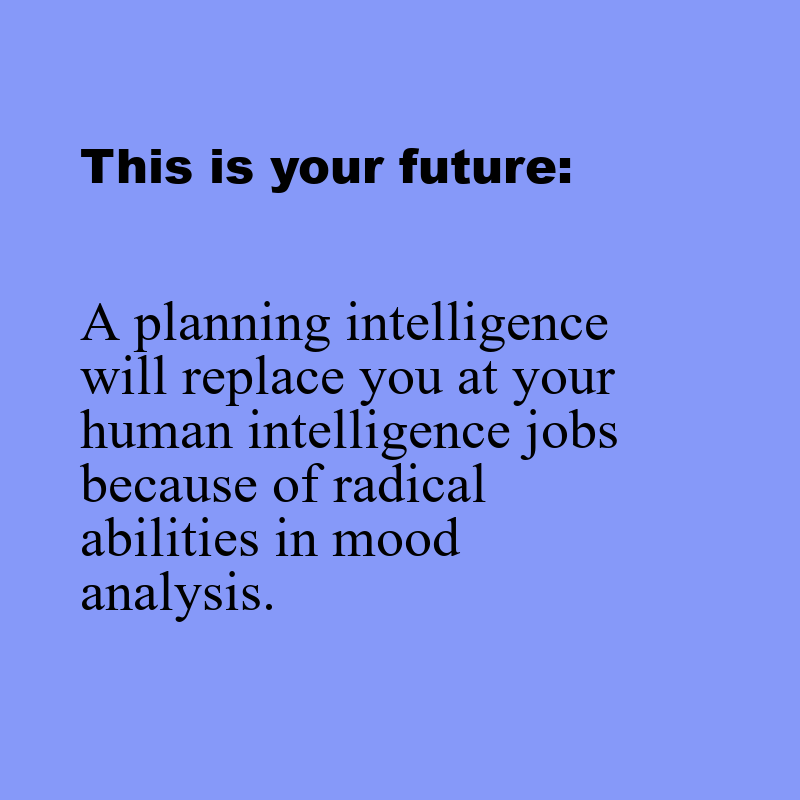 This is your future:
A planning intelligence
will replace you at your
human intelligence jobs
because of radical
abilities in mood
analysis.